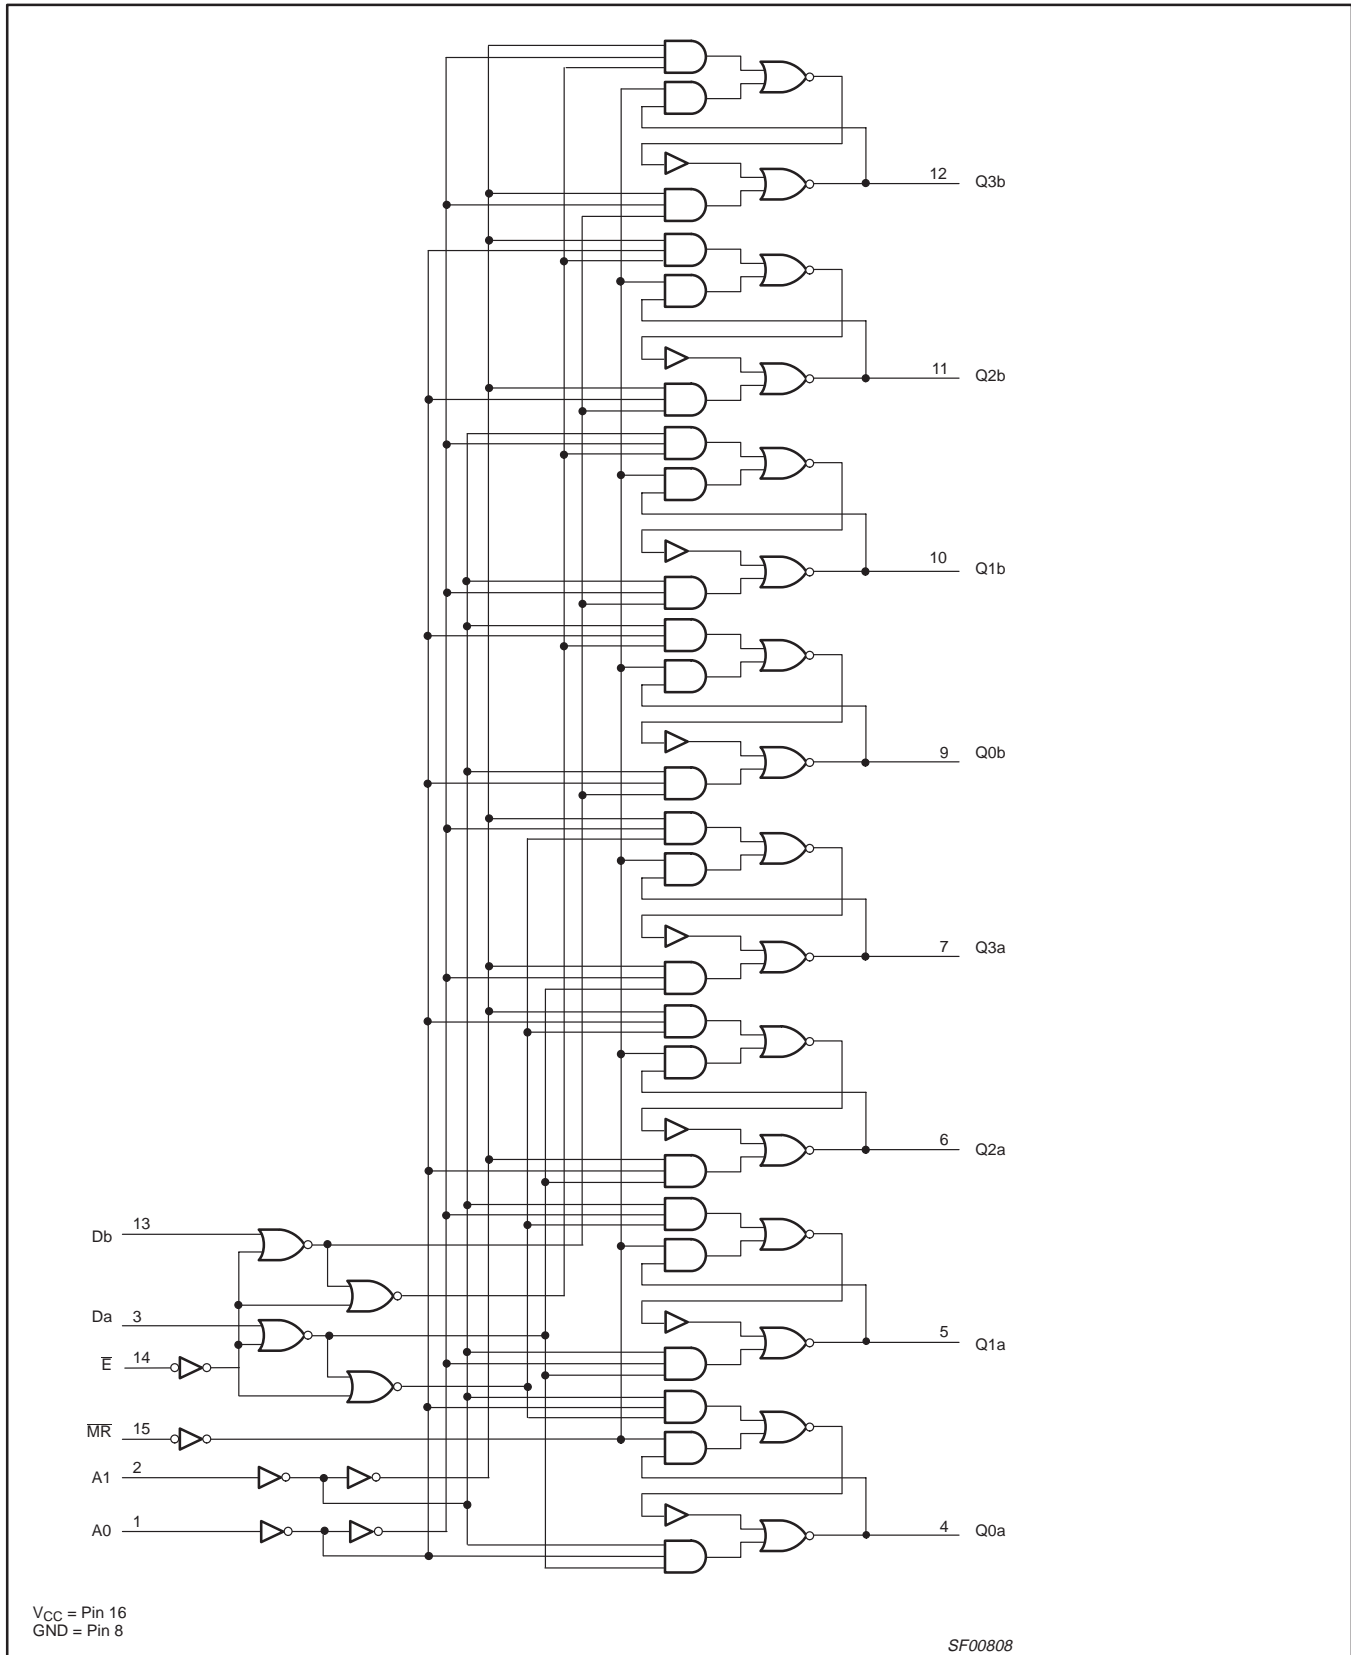 12 Q3b
11 Q2b
10 Q1b
9 Q0b
7 Q3a
6 Q2a
Db 13
Da 3
E̅ 14
5 Q1a
M̅R̅ 15
A1 2
A0 1
4 Q0a
VCC = Pin 16
GND = Pin 8
SF00808